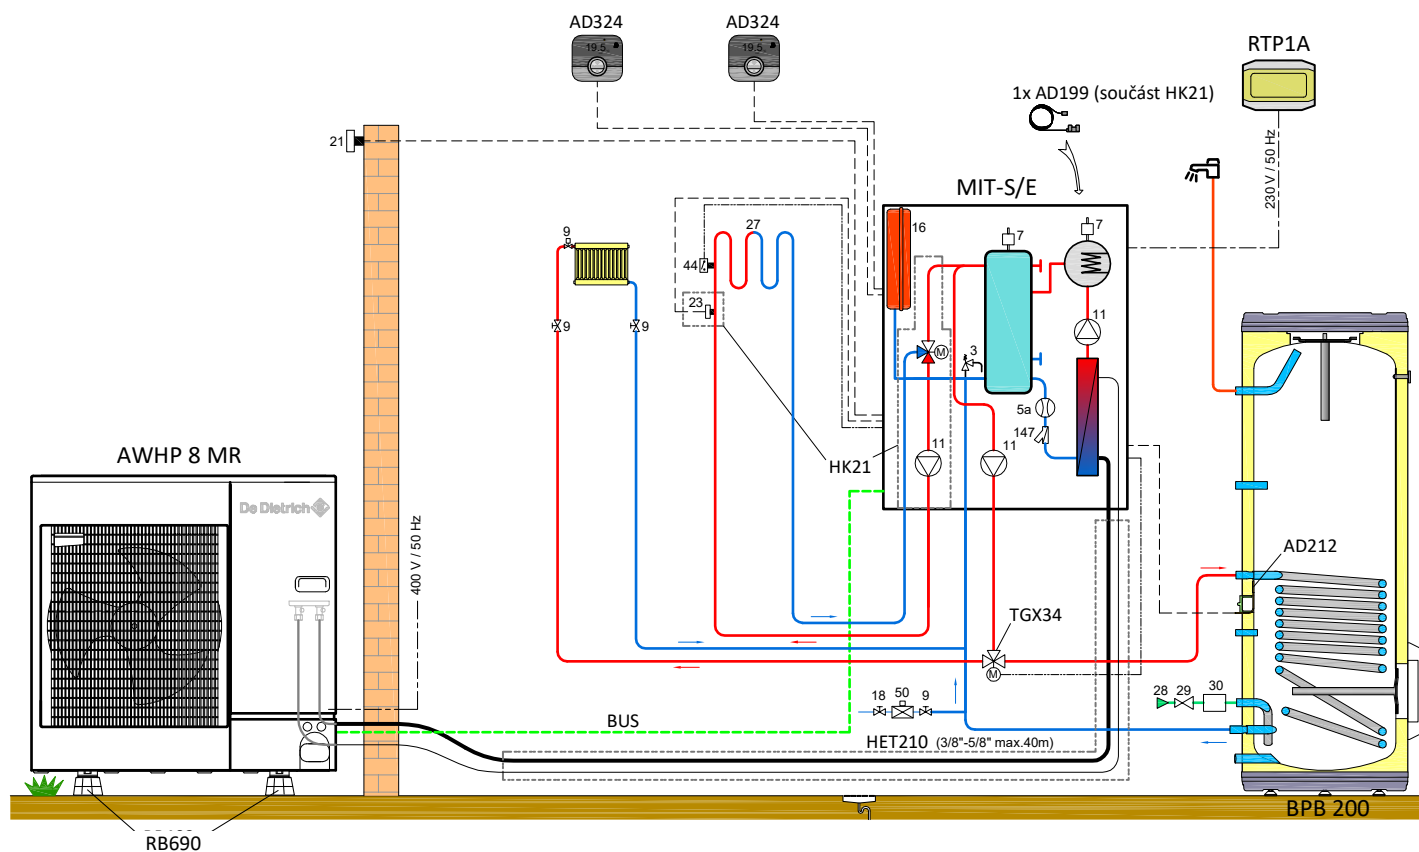 AD324
AD324
19.5
19.5
RTP1A
1x AD199 (součást HK21)
230 V / 50 Hz
21
MIT-S/E
9
27
16
7
7
44
23
11
9
9
M
3
5a
147
11
11
HK21
AWHP 8 MR
De Dietrich
400 V / 50 Hz
AD212
TGX34
M
18
50
9
28
29
30
BUS
HET210 (3/8"-5/8" max.40m)
BPB 200
RB690